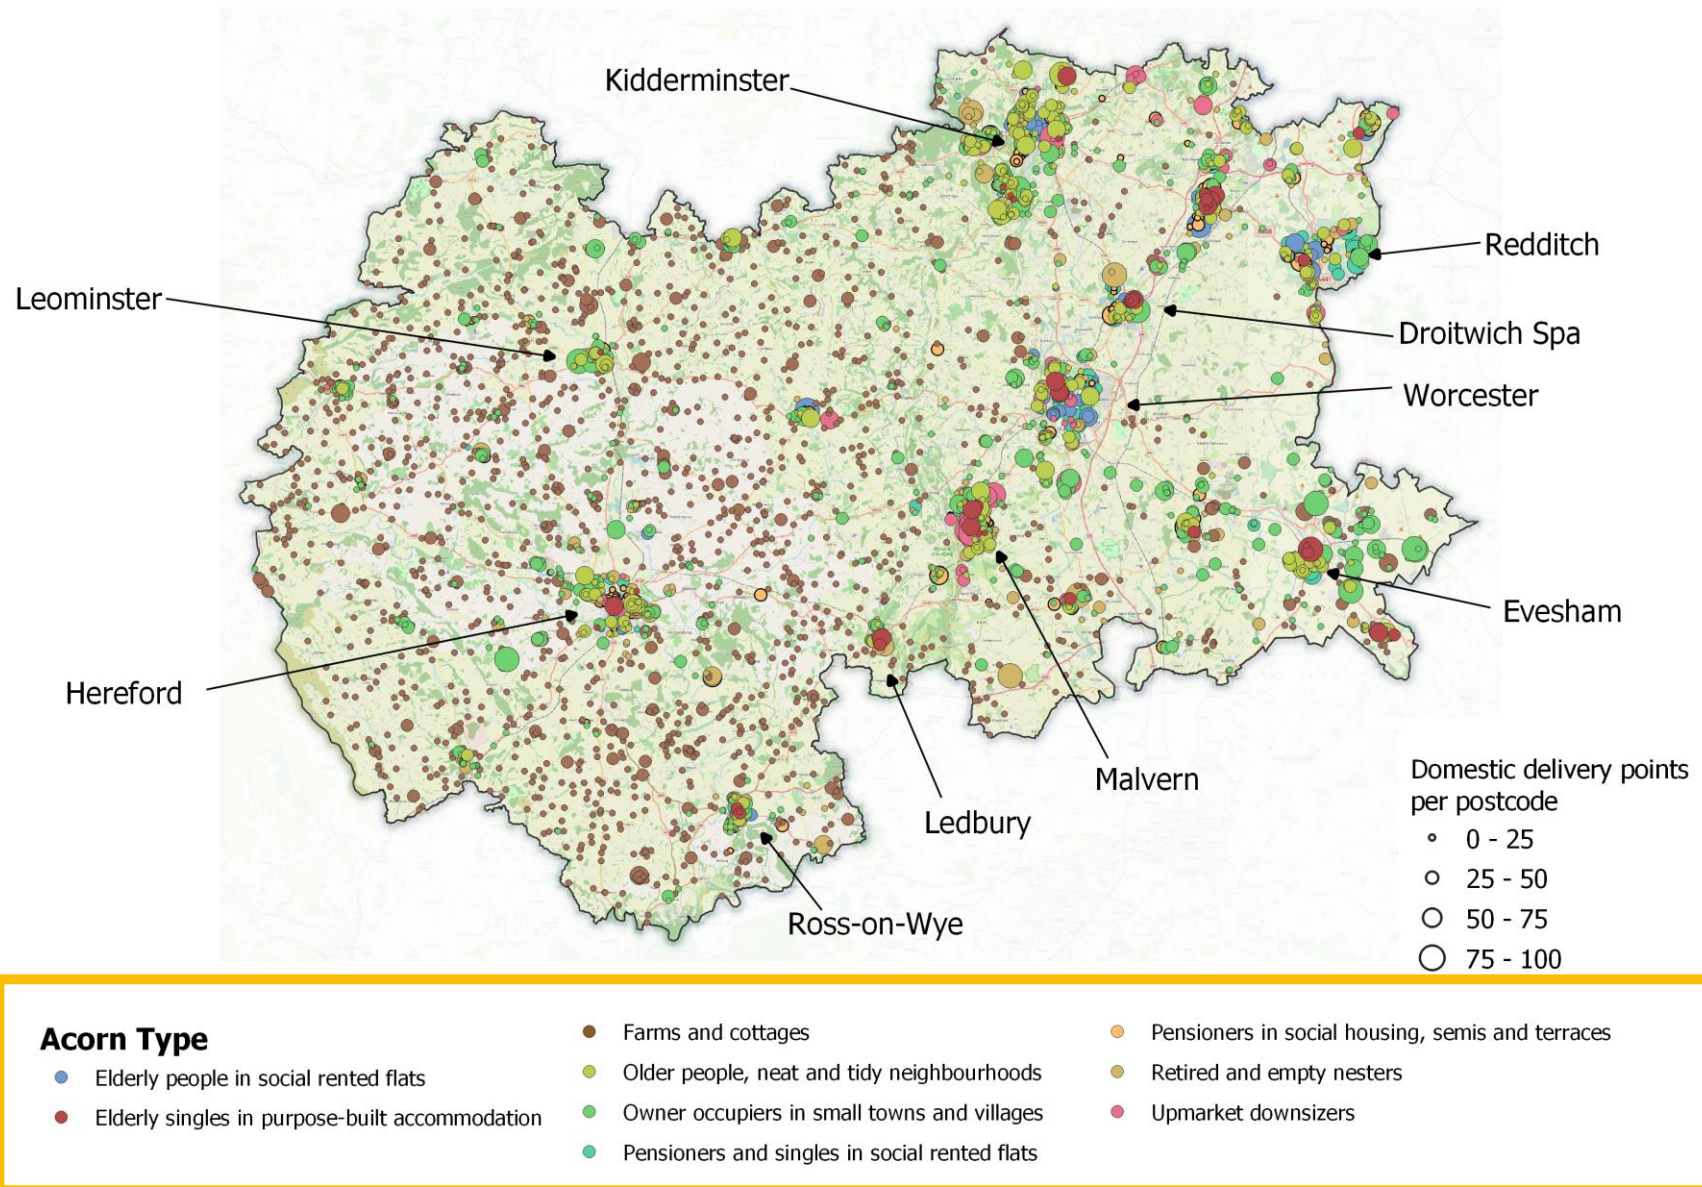 Kidderminster
Redditch
Leominster
Droitwich Spa
Worcester
Evesham
Hereford
Malvern
Ledbury
Ross-on-Wye
Domestic delivery points
per postcode
0 - 25
25 - 50
50 - 75
75 - 100
Acorn Type
Elderly people in social rented flats
Elderly singles in purpose-built accommodation
Farms and cottages
Older people, neat and tidy neighbourhoods
Owner occupiers in small towns and villages
Pensioners and singles in social rented flats
Pensioners in social housing, semis and terraces
Retired and empty nesters
Upmarket downsizers